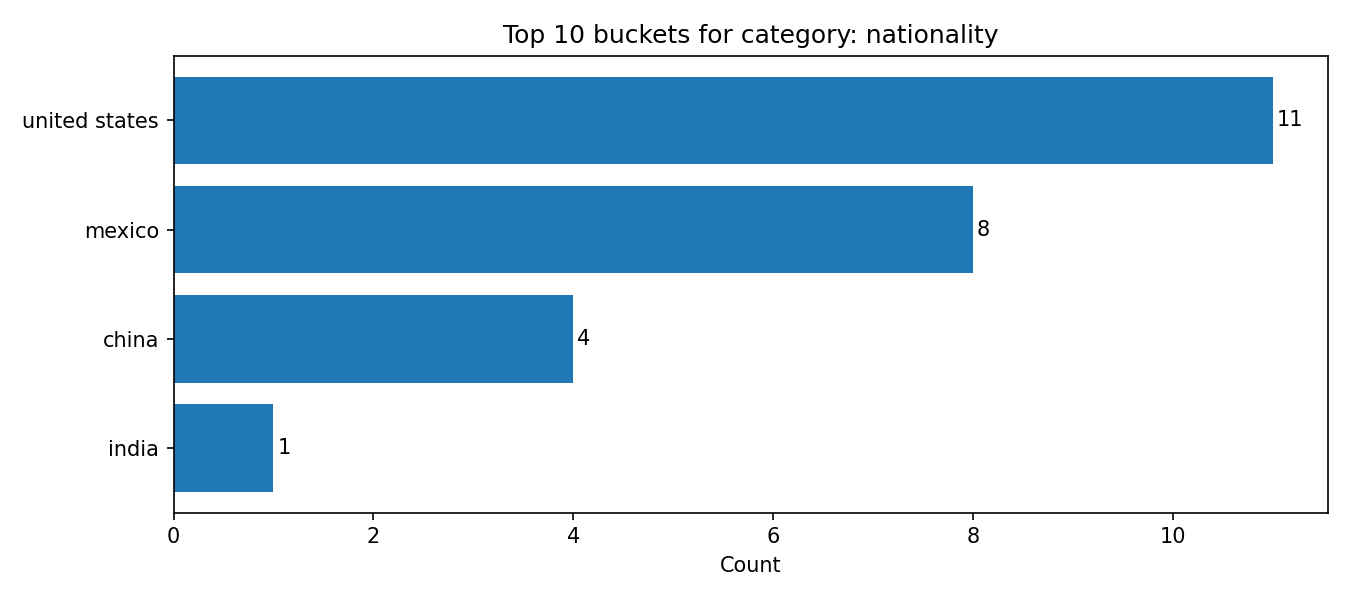 Top 10 buckets for category: nationality
united states 11
mexico 8
china 4
india 1
0 2 4 6 8 10
Count